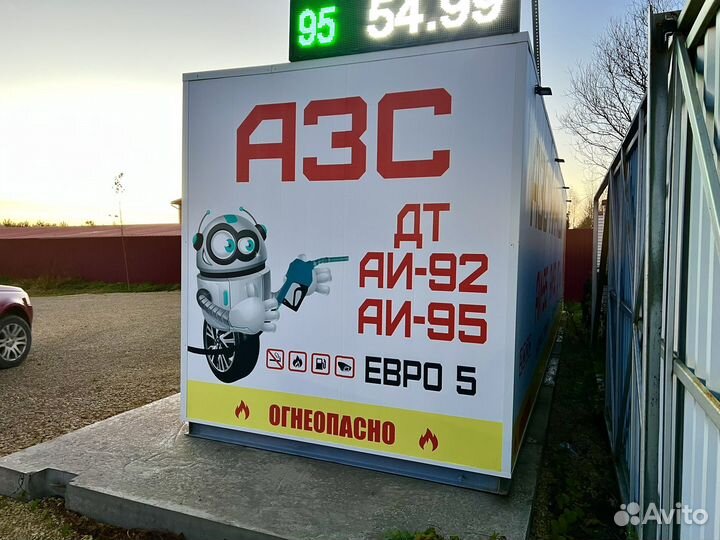 95 54.99
АЗС
ДТ
АИ-92
АИ-95
ЕВРО 5
ОГНЕОПАСНО
Avito